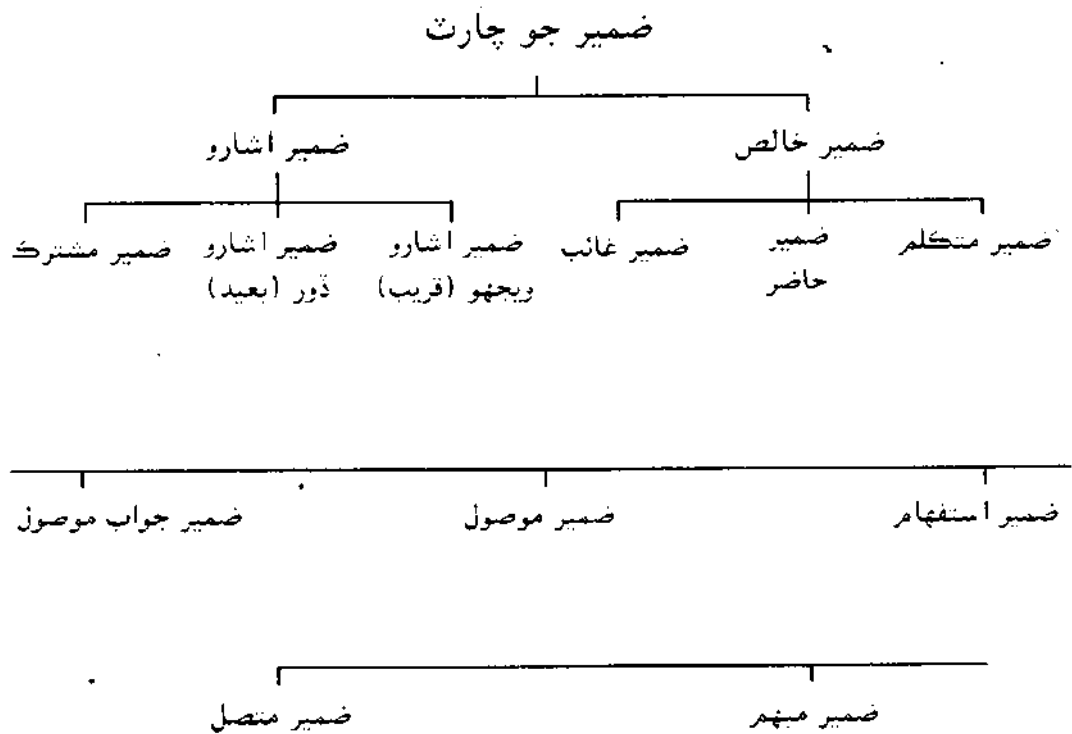 ضمير جو چارٽ
ضمير خالص
ضمير اشارو
ضمير متڪلم
ضمير
حاضر
ضمير غائب
ضمير اشارو
ويجهو (قريب)
ضمير اشارو
ڏور (بعيد)
ضمير مشترڪ
ضمير استفهام
ضمير موصول
ضمير جواب موصول
ضمير مبهم
ضمير متصل